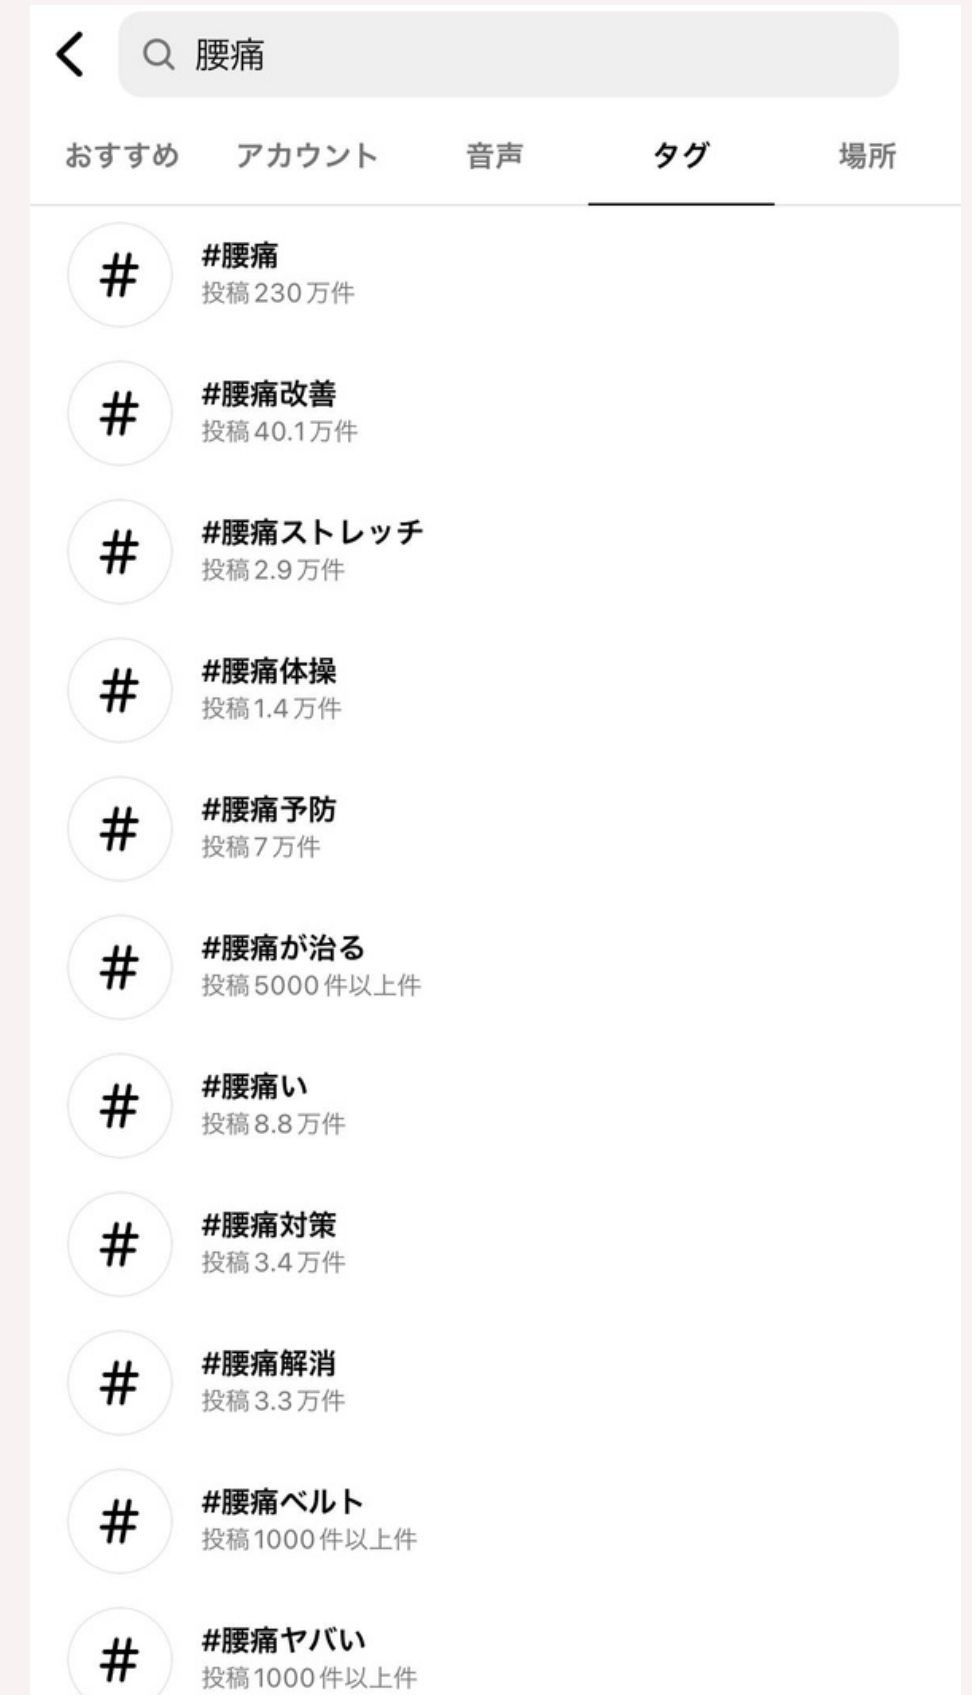 腰痛
おすすめ アカウント 音声 タグ 場所
#腰痛
投稿230万件
#腰痛改善
投稿40.1万件
#腰痛ストレッチ
投稿2.9万件
#腰痛体操
投稿1.4万件
#腰痛予防
投稿7万件
#腰痛が治る
投稿5000件以上件
#腰痛い
投稿8.8万件
#腰痛対策
投稿3.4万件
#腰痛解消
投稿3.3万件
#腰痛ベルト
投稿1000件以上件
#腰痛ヤバい
投稿1000件以上件